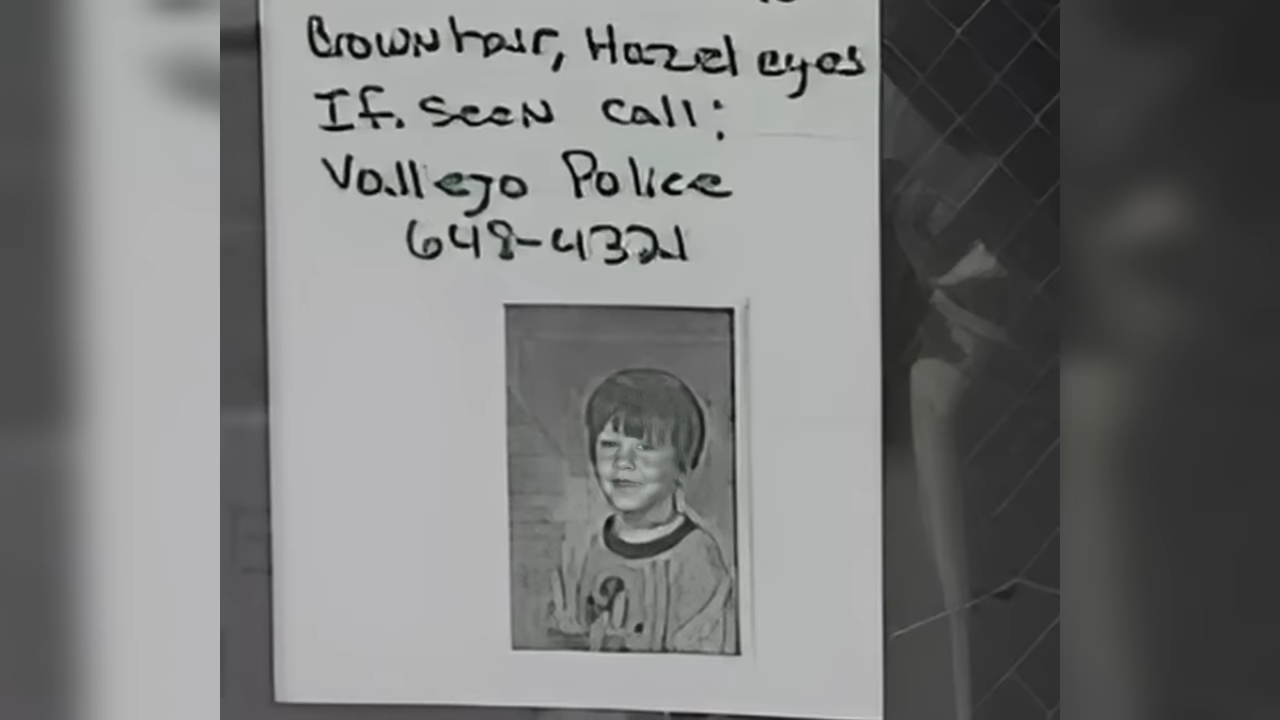 Brown hair, Hazel eyes
If. seen call:
Vallejo Police
648-4321